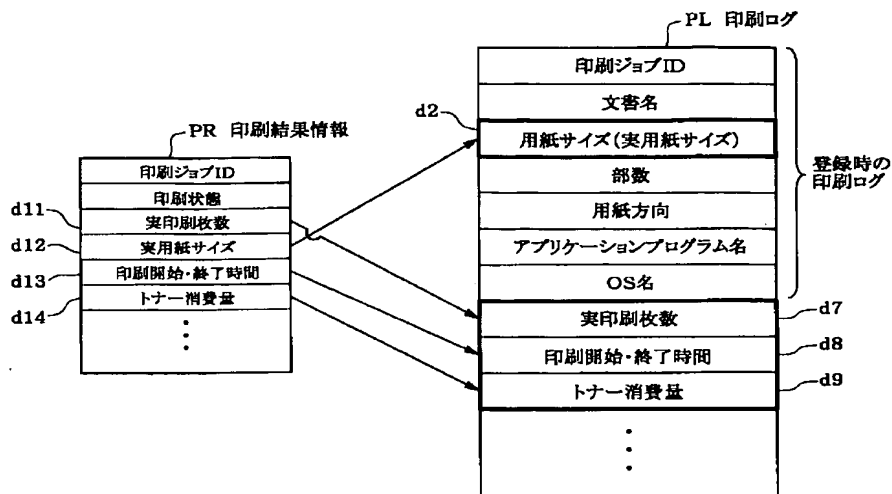 PR 印刷結果情報
印刷ジョブID
印刷状態
d11
実印刷枚数
d12
実用紙サイズ
d13
印刷開始・終了時間
d14
トナー消費量
PL 印刷ログ
印刷ジョブID
文書名
d2
用紙サイズ(実用紙サイズ)
部数
用紙方向
アプリケーションプログラム名
OS名
登録時の
印刷ログ
実印刷枚数
d7
印刷開始・終了時間
d8
トナー消費量
d9